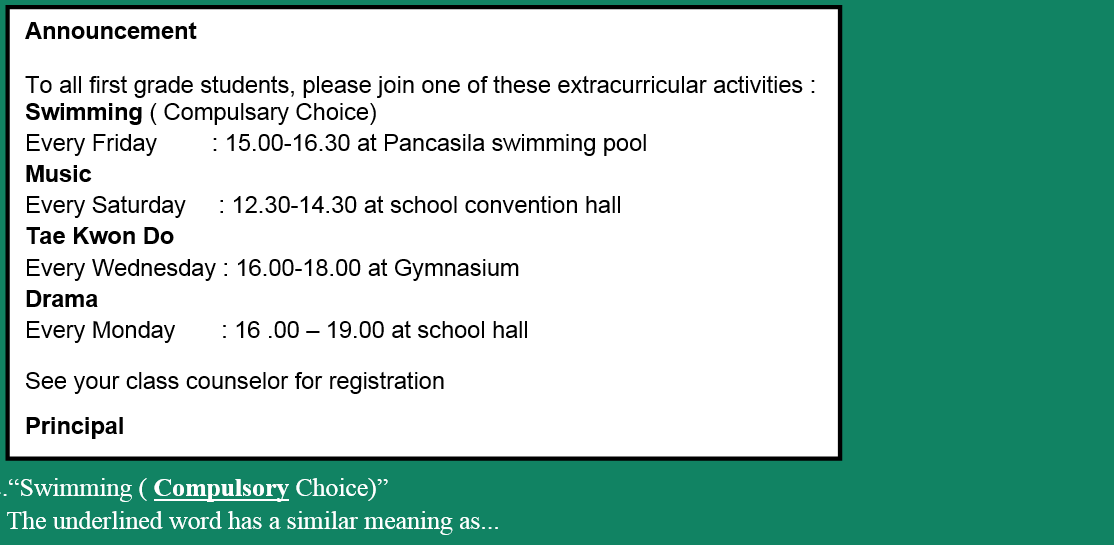 Announcement
To all first grade students, please join one of these extracurricular activities :
Swimming ( Compulsary Choice)
Every Friday : 15.00-16.30 at Pancasila swimming pool
Music
Every Saturday : 12.30-14.30 at school convention hall
Tae Kwon Do
Every Wednesday : 16.00-18.00 at Gymnasium
Drama
Every Monday : 16 .00 – 19.00 at school hall
See your class counselor for registration
Principal
.“Swimming ( Compulsory Choice)”
The underlined word has a similar meaning as...